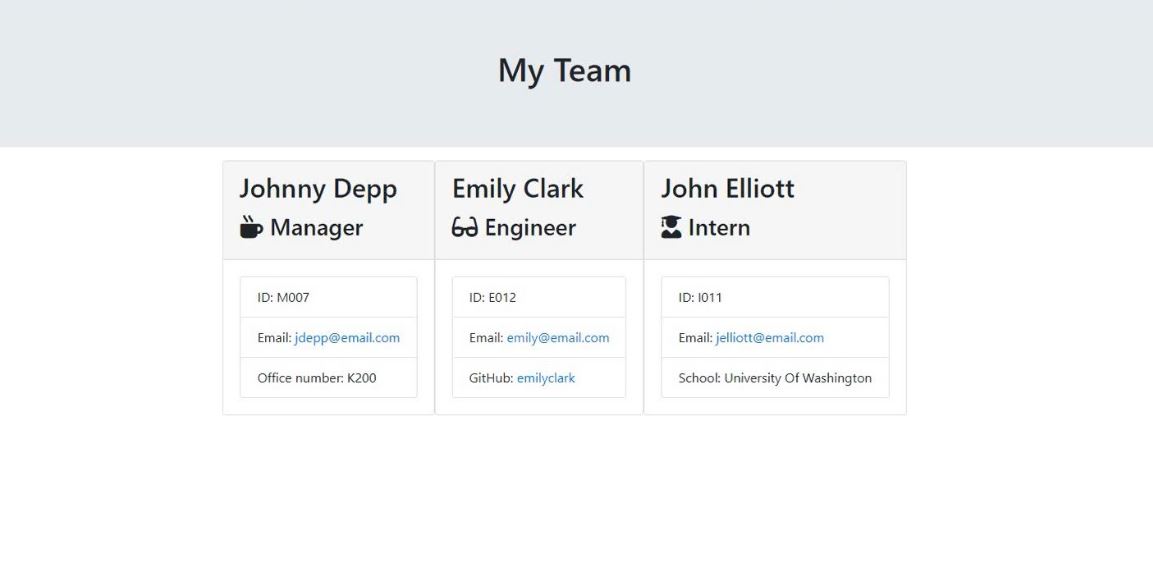 My Team
Johnny Depp
Manager
ID: M007
Email: jdepp@email.com
Office number: K200
Emily Clark
Engineer
ID: E012
Email: emily@email.com
GitHub: emilyclark
John Elliott
Intern
ID: I011
Email: jelliott@email.com
School: University Of Washington